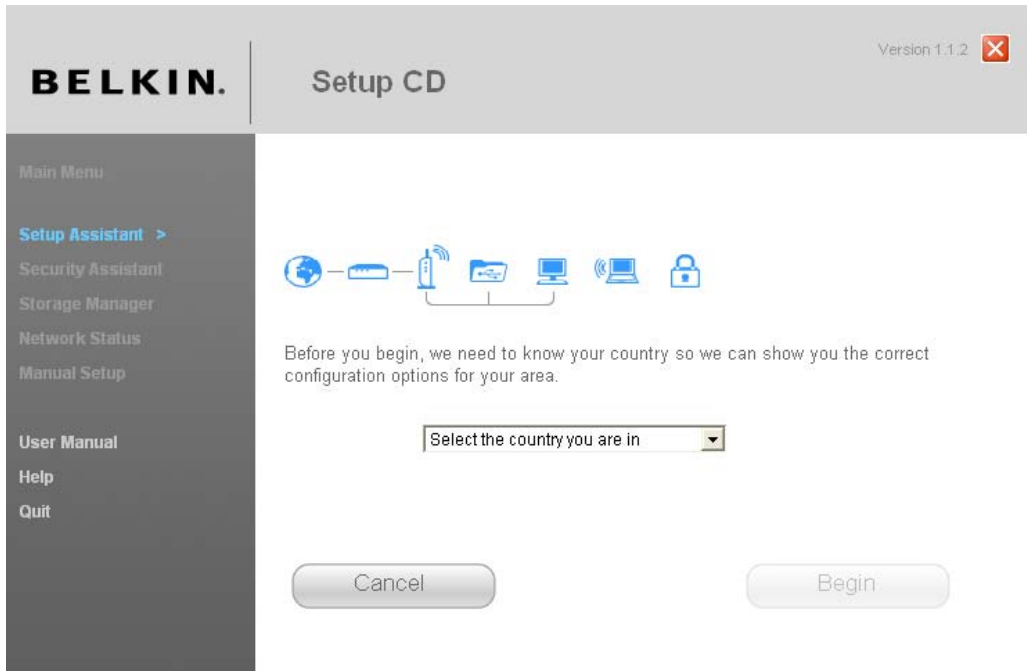 BELKIN.
Setup CD
Version 1.1.2
Main Menu
Setup Assistant >
Security Assistant
Storage Manager
Network Status
Manual Setup
User Manual
Help
Quit
Before you begin, we need to know your country so we can show you the correct
configuration options for your area.
Select the country you are in
Cancel
Begin